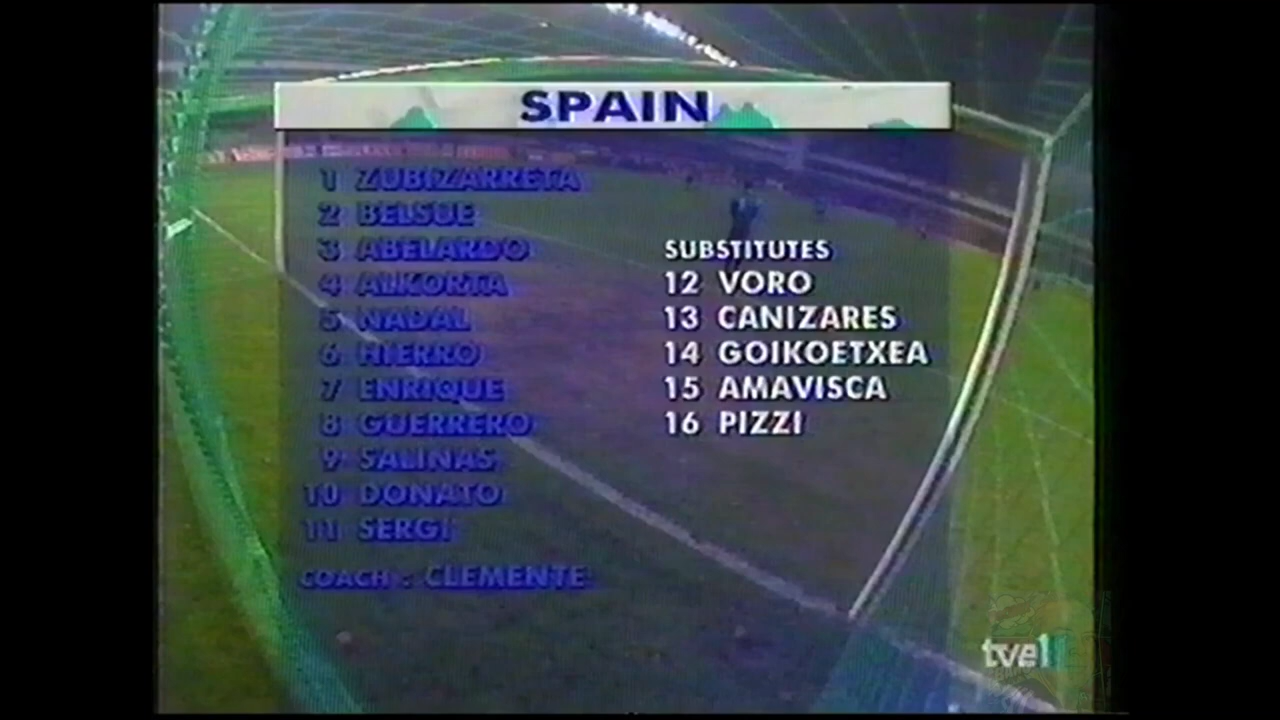 SPAIN
1 ZUBIZARRETA
2 BELSUE
3 ABELARDO
4 ALKORTA
5 NADAL
6 HIERRO
7 ENRIQUE
8 GUERRERO
9 SALINAS
10 DONATO
11 SERGI
COACH : CLEMENTE
SUBSTITUTES
12 VORO
13 CANIZARES
14 GOIKOETXEA
15 AMAVISCA
16 PIZZI
tve1